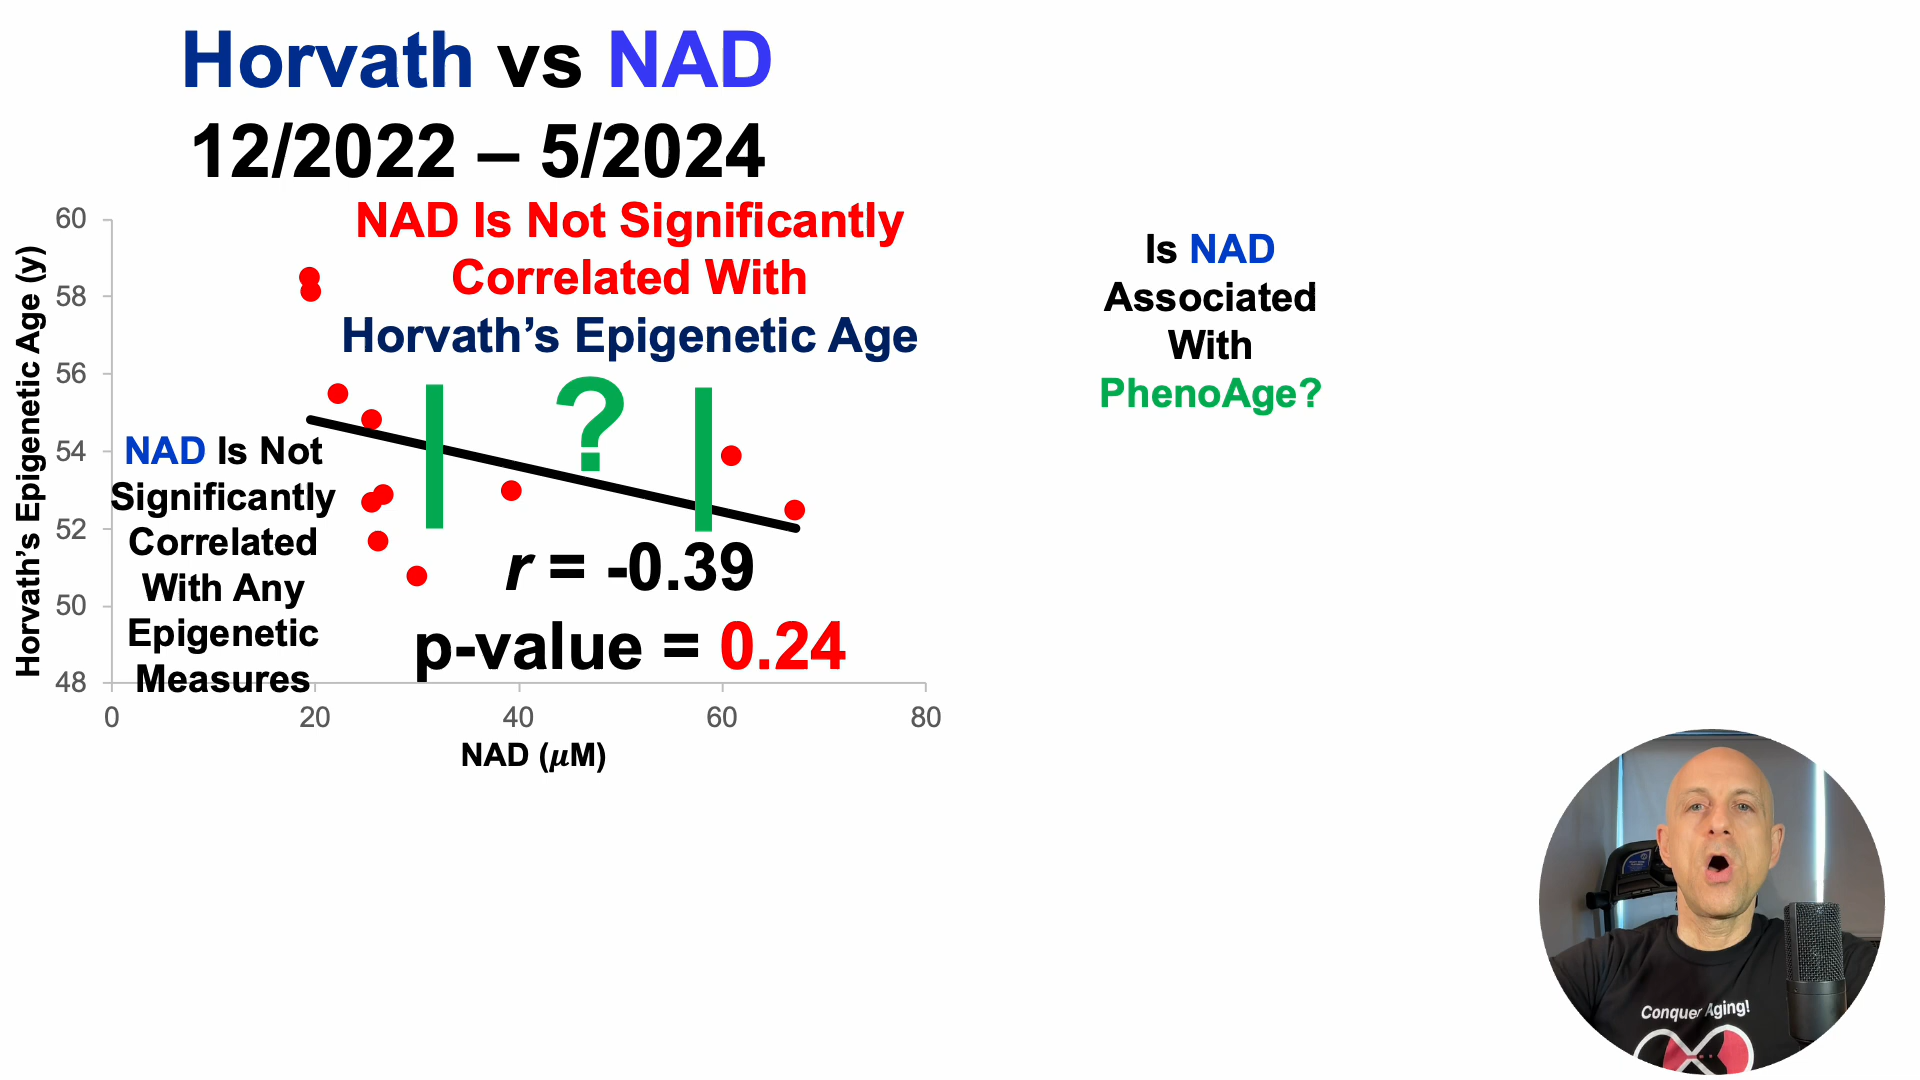 Horvath vs NAD
12/2022 – 5/2024
NAD Is Not Significantly
Correlated With
Horvath’s Epigenetic Age
?
r = -0.39
p-value = 0.24
NAD Is Not
Significantly
Correlated
With Any
Epigenetic
Measures
Horvath’s Epigenetic Age (y)
60
58
56
54
52
50
48
0 20 40 60 80
NAD (μM)
Is NAD
Associated
With
PhenoAge?
Conquer Aging!